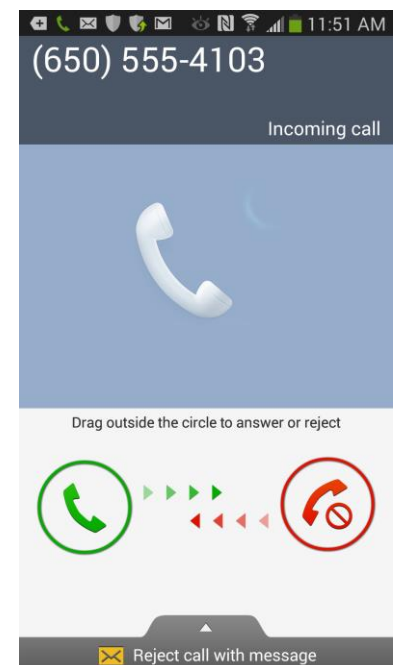 11:51 AM
(650) 555-4103
Incoming call
Drag outside the circle to answer or reject
Reject call with message